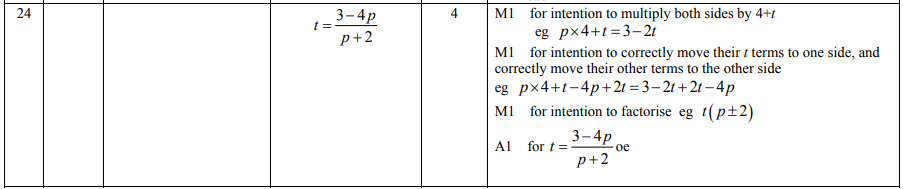 24
t = (3−4p)/(p+2)
4
M1 for intention to multiply both sides by 4+t
eg p×4+t=3−2t
M1 for intention to correctly move their t terms to one side, and
correctly move their other terms to the other side
eg p×4+t−4p+2t=3−2t+2t−4p
M1 for intention to factorise eg t(p±2)
A1 for t = (3−4p)/(p+2) oe